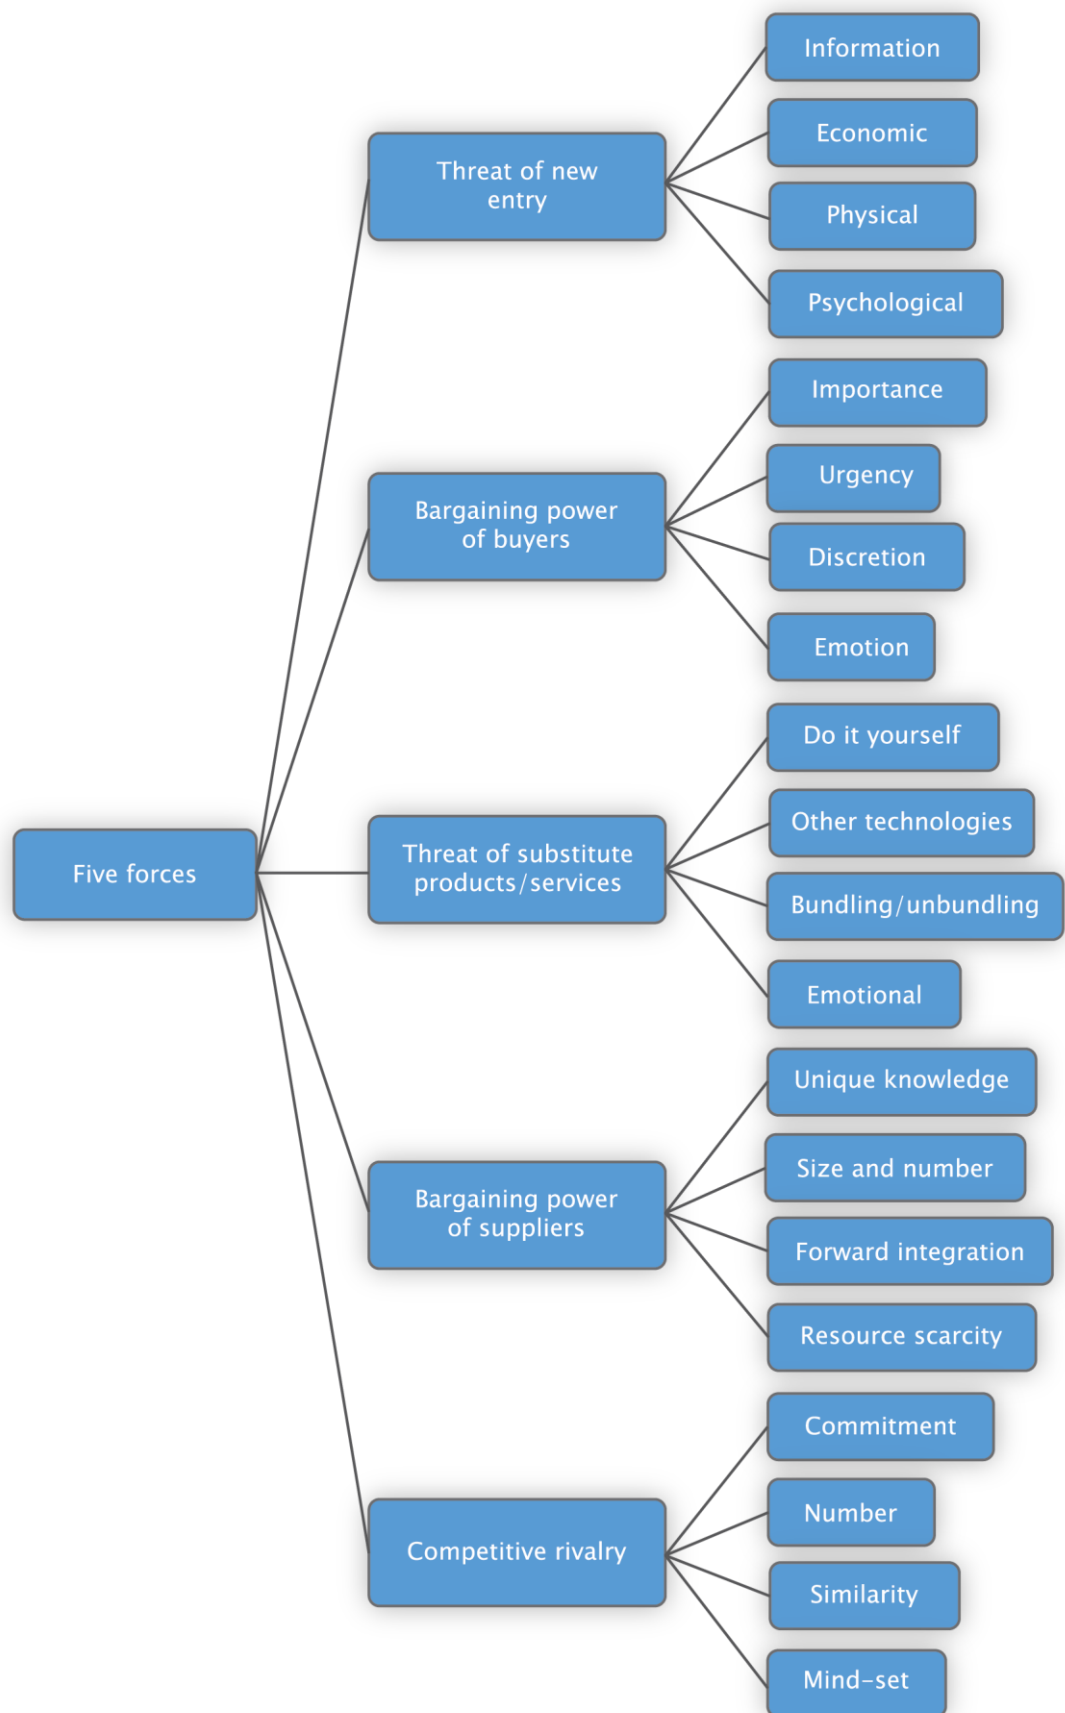 Five forces
Threat of new
entry
Information
Economic
Physical
Psychological
Bargaining power
of buyers
Importance
Urgency
Discretion
Emotion
Threat of substitute
products/services
Do it yourself
Other technologies
Bundling/unbundling
Emotional
Bargaining power
of suppliers
Unique knowledge
Size and number
Forward integration
Resource scarcity
Competitive rivalry
Commitment
Number
Similarity
Mind-set